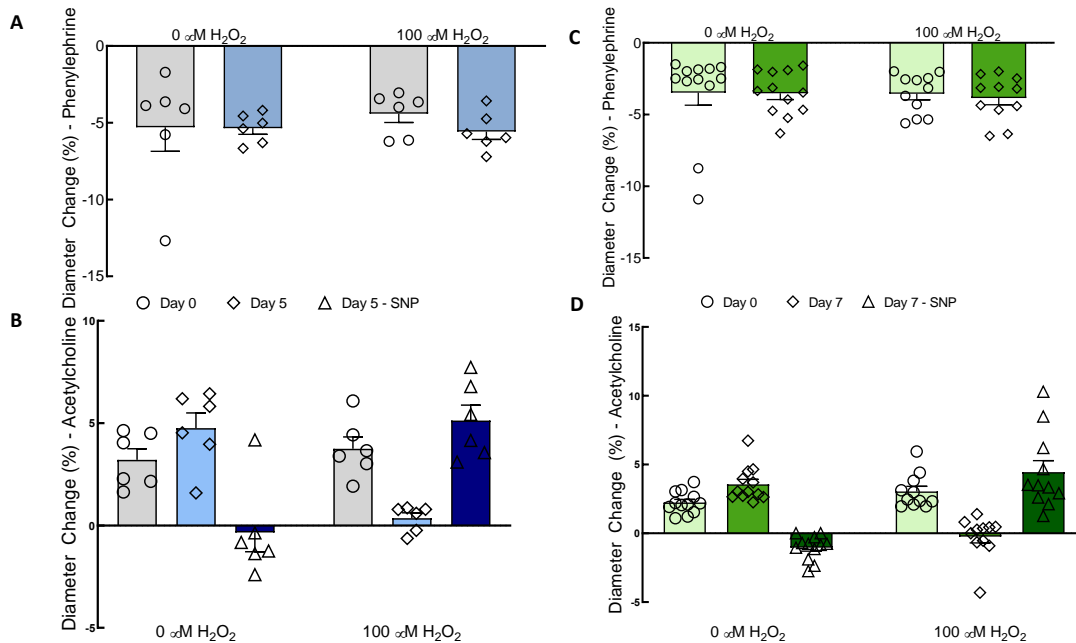 A
0 ∝M H₂O₂
100 ∝M H₂O₂
0
-5
-10
-15
Diameter Change (%) - Phenylephrine
C
0 ∝M H₂O₂
100 ∝M H₂O₂
0
-5
-10
-15
Diameter Change (%) - Phenylephrine
Day 0 Day 5 Day 5 - SNP
B
10
5
0
-5
Diameter Change (%) - Acetylcholine
0 ∝M H₂O₂
100 ∝M H₂O₂
Day 0 Day 7 Day 7 - SNP
D
15
10
5
0
-5
Diameter Change (%) - Acetylcholine
0 ∝M H₂O₂
100 ∝M H₂O₂